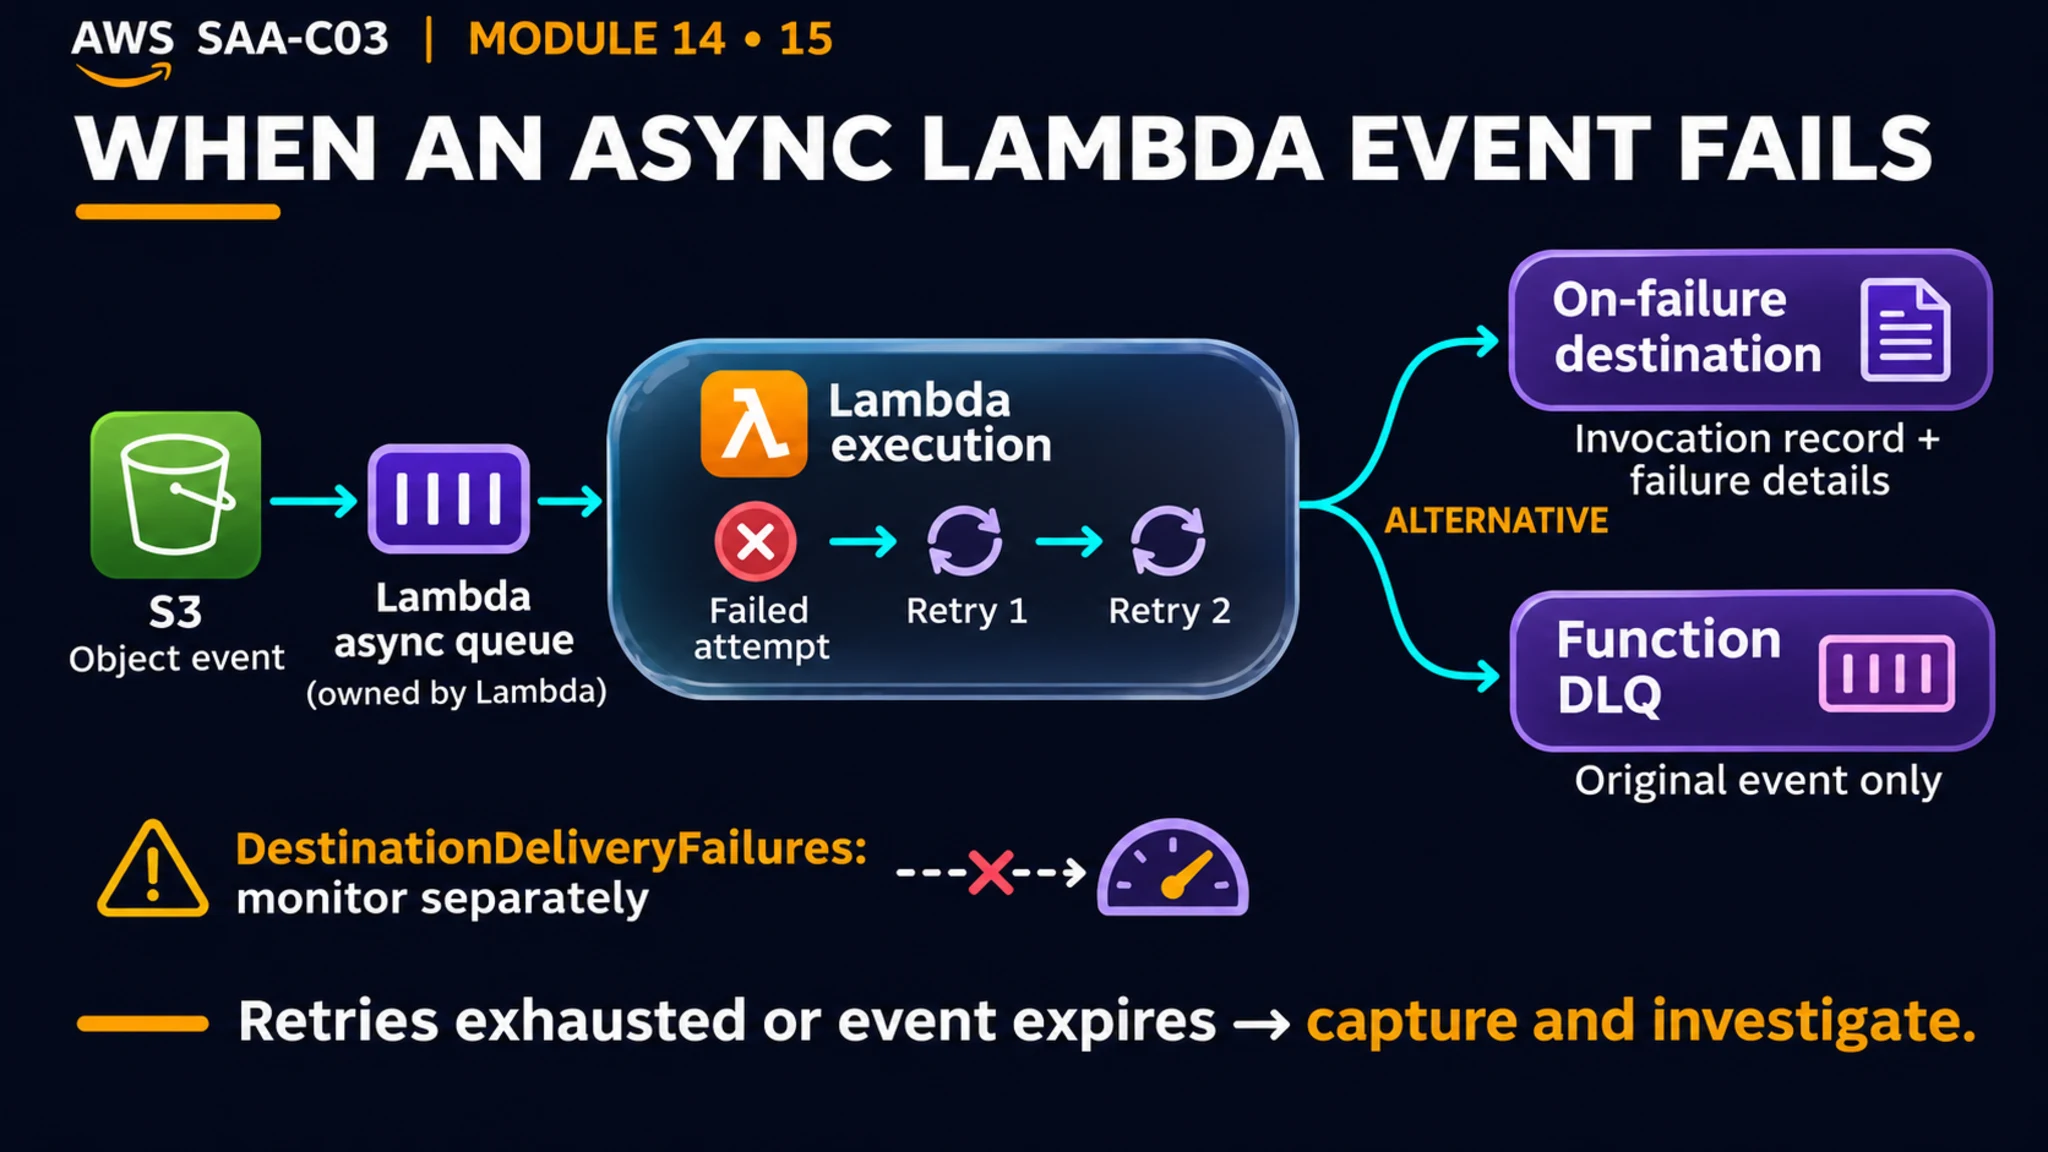 AWS SAA-C03 | MODULE 14 • 15
WHEN AN ASYNC LAMBDA EVENT FAILS
S3
Object event
Lambda
async queue
(owned by Lambda)
Lambda
execution
Failed
attempt
Retry 1
Retry 2
On-failure
destination
Invocation record +
failure details
ALTERNATIVE
Function
DLQ
Original event only
DestinationDeliveryFailures:
monitor separately
Retries exhausted or event expires → capture and investigate.